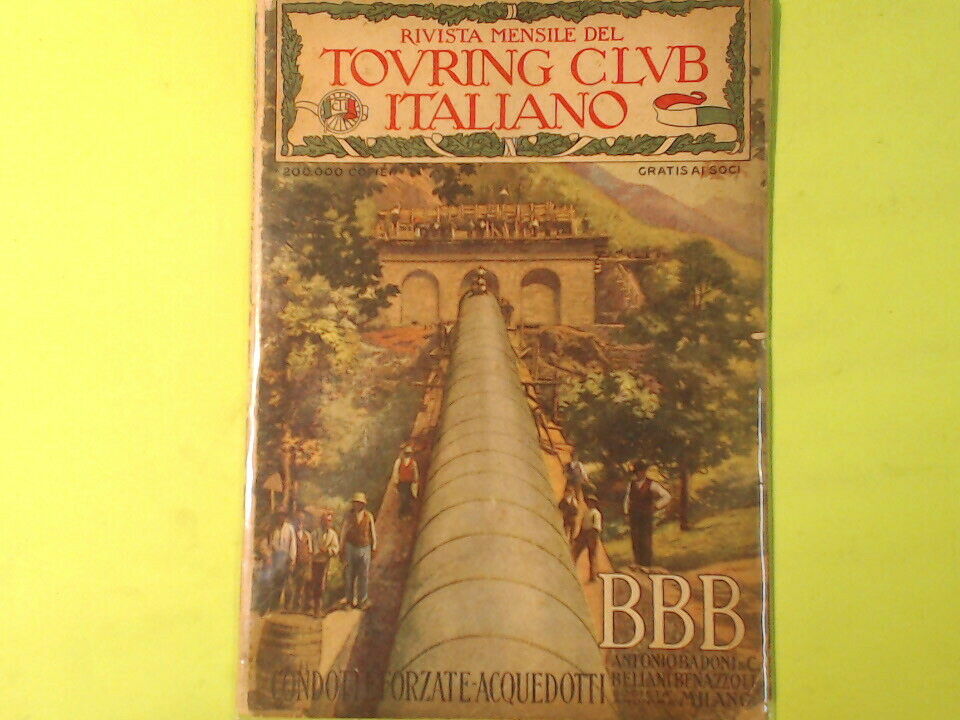 RIVISTA MENSILE DEL
TOVRING CLVB
ITALIANO
200.000 COPIE
GRATIS AI SOCI
BBB
ANTONIO BADONI & C.
BELLANI BENAZZOLI
MILANO
CONDOTTE FORZATE-ACQUEDOTTI